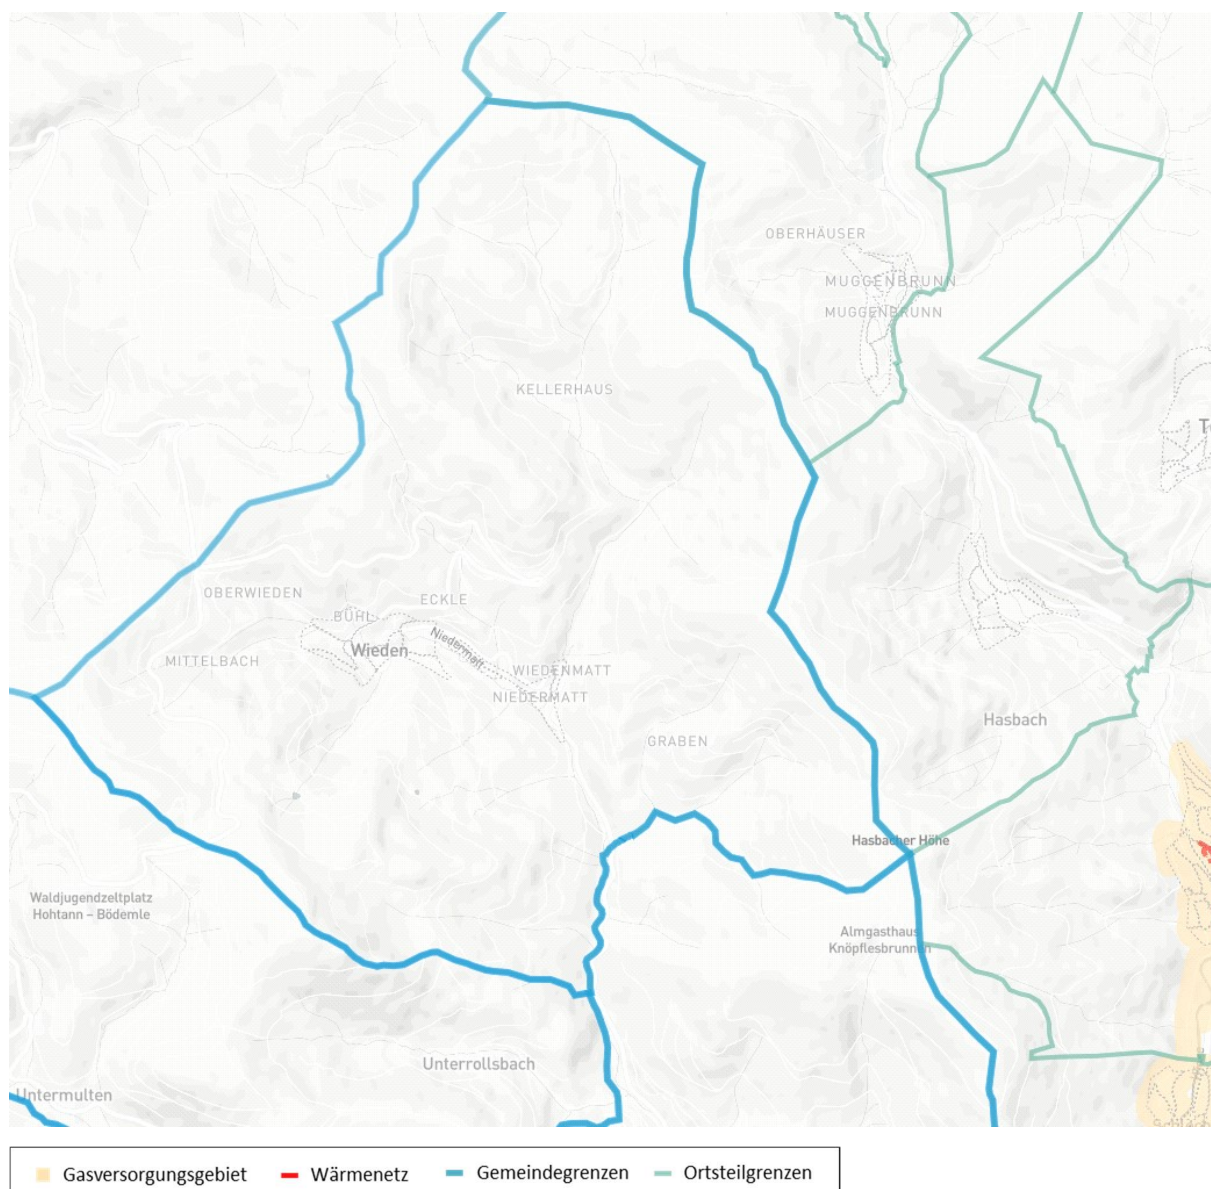 OBERHÄUSER
MUGGENBRUNN
MUGGENBRUNN
KELLERHAUS
OBERWIEDEN
ECKLE
BÜHL
Niedermatt
Wieden
MITTELBACH
WIEDENMATT
NIEDERMATT
Hasbach
GRABEN
Hasbacher Höhe
Waldjugendzeltplatz
Hohtann – Bödemle
Almgasthaus
Knöpflesbrunnen
Unterrollsbach
Untermulten
Gasversorgungsgebiet Wärmenetz Gemeindegrenzen Ortsteilgrenzen